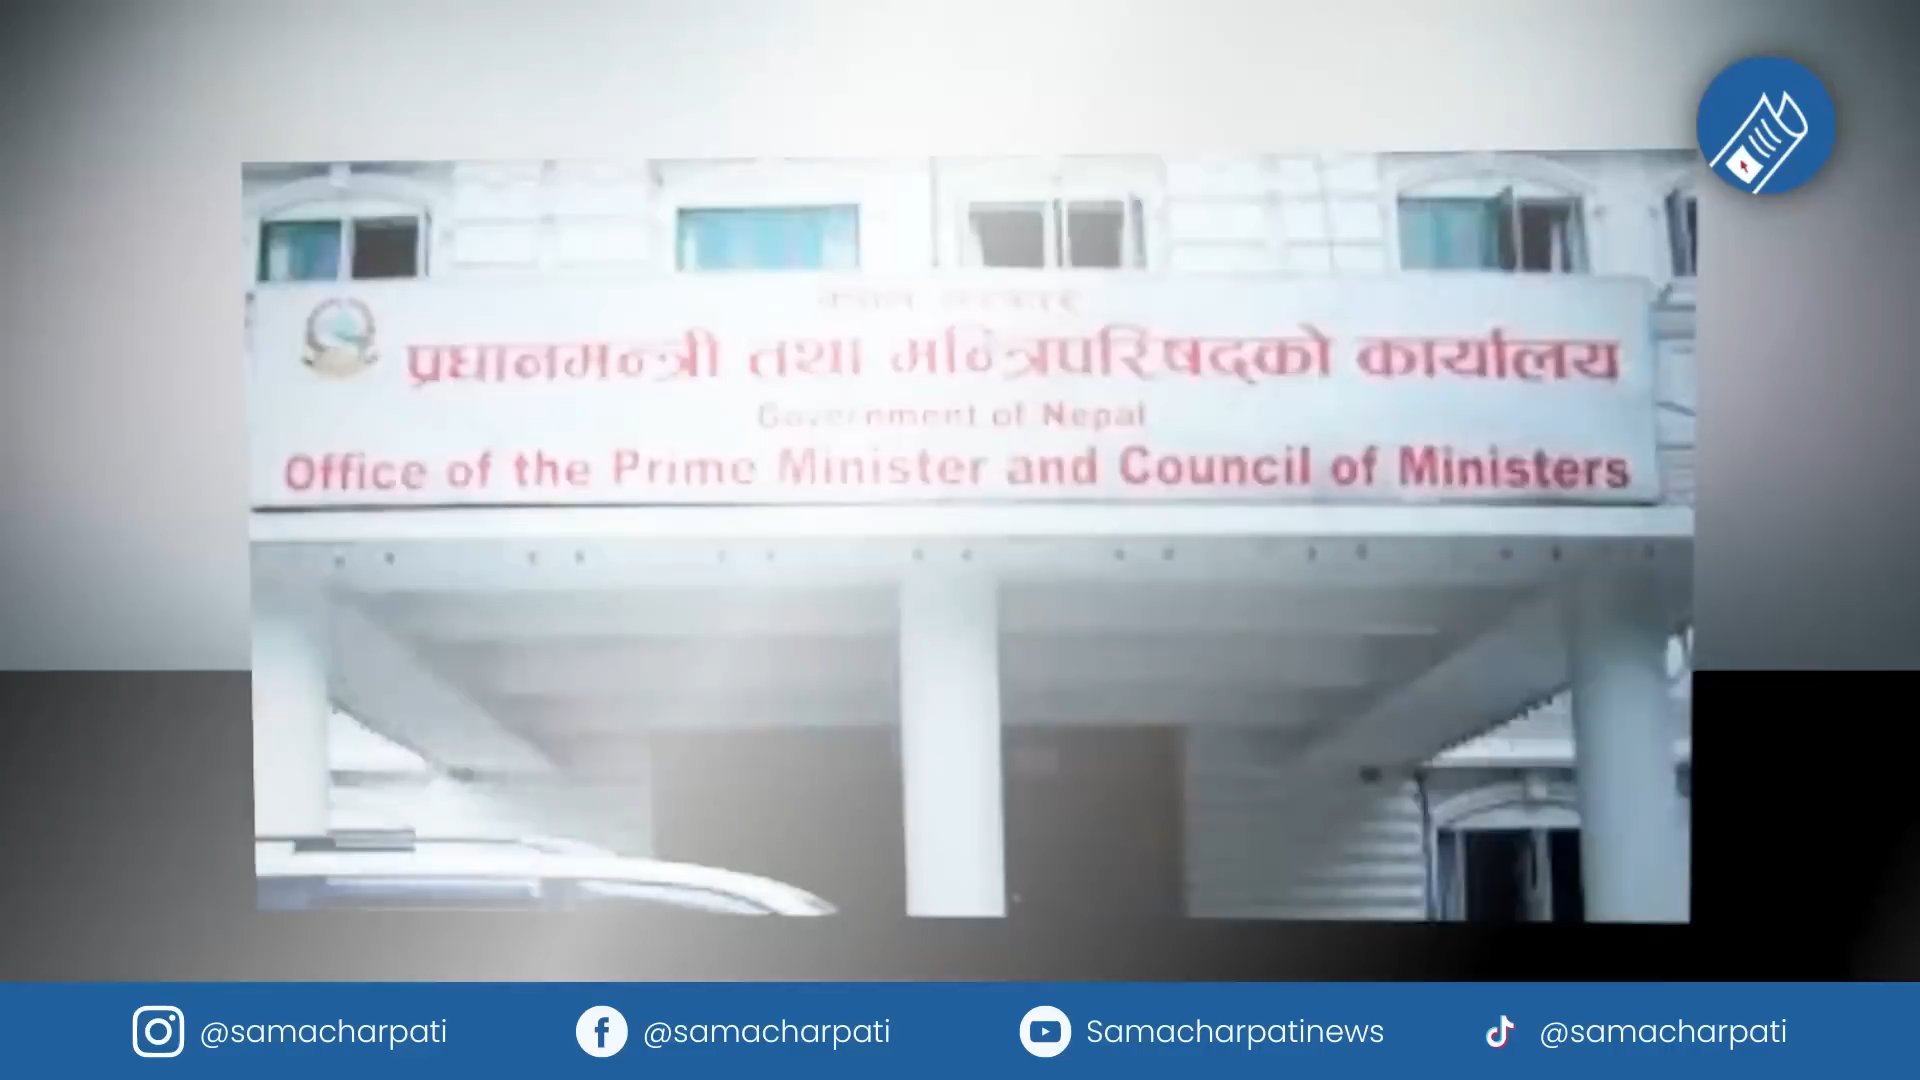 नेपाल सरकार
प्रधानमन्त्री तथा मन्त्रिपरिषद्को कार्यालय
Government of Nepal
Office of the Prime Minister and Council of Ministers
@samacharpati
@samacharpati
Samacharpatinews
@samacharpati